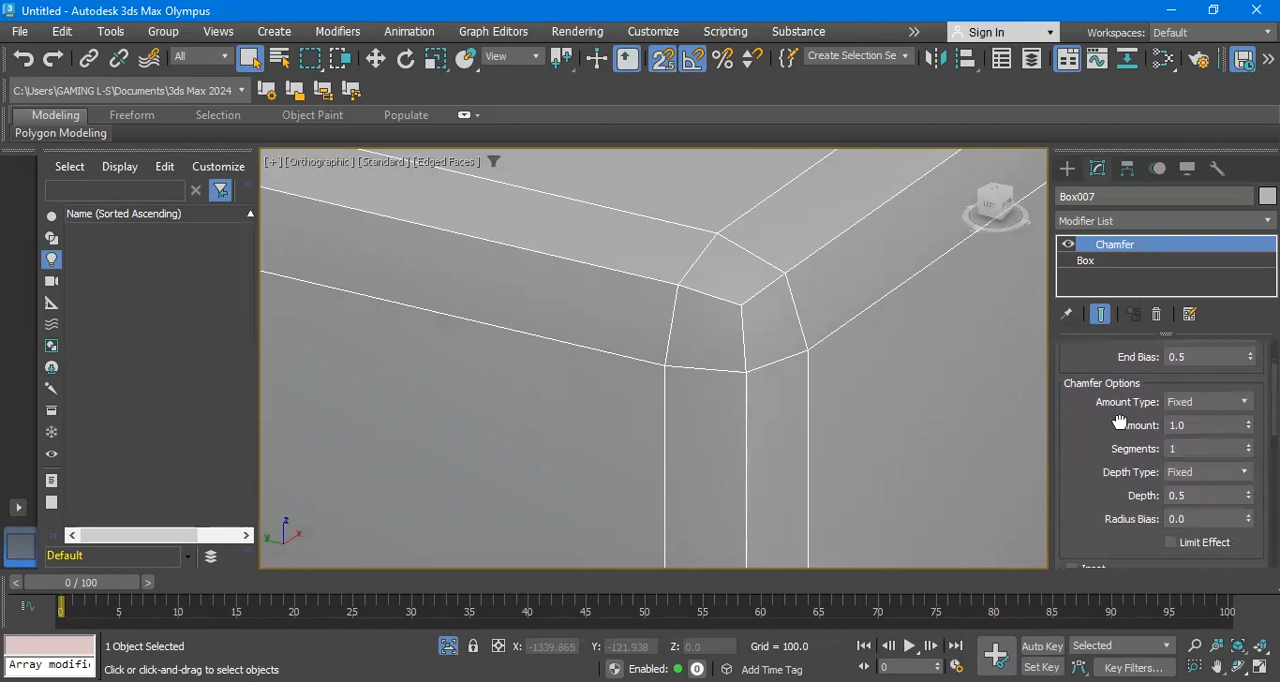 Untitled - Autodesk 3ds Max Olympus
File Edit Tools Group Views Create Modifiers Animation Graph Editors Rendering Customize Scripting Substance Sign In Workspaces: Default
All View Create Selection Se
C:\Users\GAMING L-S\Documents\3ds Max 2024
Modeling Freeform Selection Object Paint Populate
Polygon Modeling
Select Display Edit Customize
[+] [Orthographic] [Standard] [Edged Faces]
Name (Sorted Ascending)
Box007
Modifier List
Chamfer
Box
End Bias: 0.5
Chamfer Options
Amount Type: Fixed
mount: 1.0
Segments: 1
Depth Type: Fixed
Depth: 0.5
Radius Bias: 0.0
Limit Effect
Default
0 / 100
0 5 10 15 20 25 30 35 40 45 50 55 60 65 70 75 80 85 90 95 100
1 Object Selected X: -1339.865 Y: -121.938 Z: 0.0 Grid = 100.0 Auto Key Selected
Array modifi Click or click-and-drag to select objects Enabled: 0 Add Time Tag 0 Set Key Key Filters...